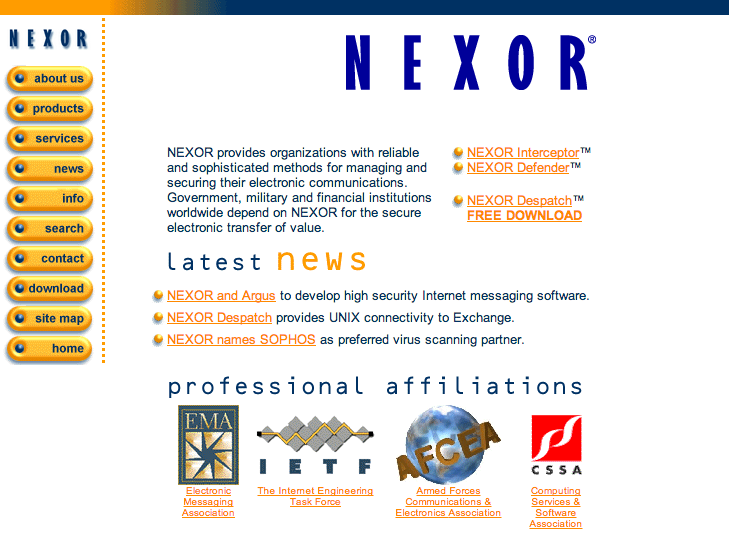 NEXOR
about us
products
services
news
info
search
contact
download
site map
home
NEXOR®
NEXOR provides organizations with reliable
and sophisticated methods for managing and
securing their electronic communications.
Government, military and financial institutions
worldwide depend on NEXOR for the secure
electronic transfer of value.
NEXOR Interceptor™
NEXOR Defender™
NEXOR Despatch™
FREE DOWNLOAD
latest news
NEXOR and Argus to develop high security Internet messaging software.
NEXOR Despatch provides UNIX connectivity to Exchange.
NEXOR names SOPHOS as preferred virus scanning partner.
professional affiliations
EMA
Electronic
Messaging
Association
IETF
The Internet Engineering
Task Force
AFCEA
Armed Forces
Communications &
Electronics Association
CSSA
Computing
Services &
Software
Association